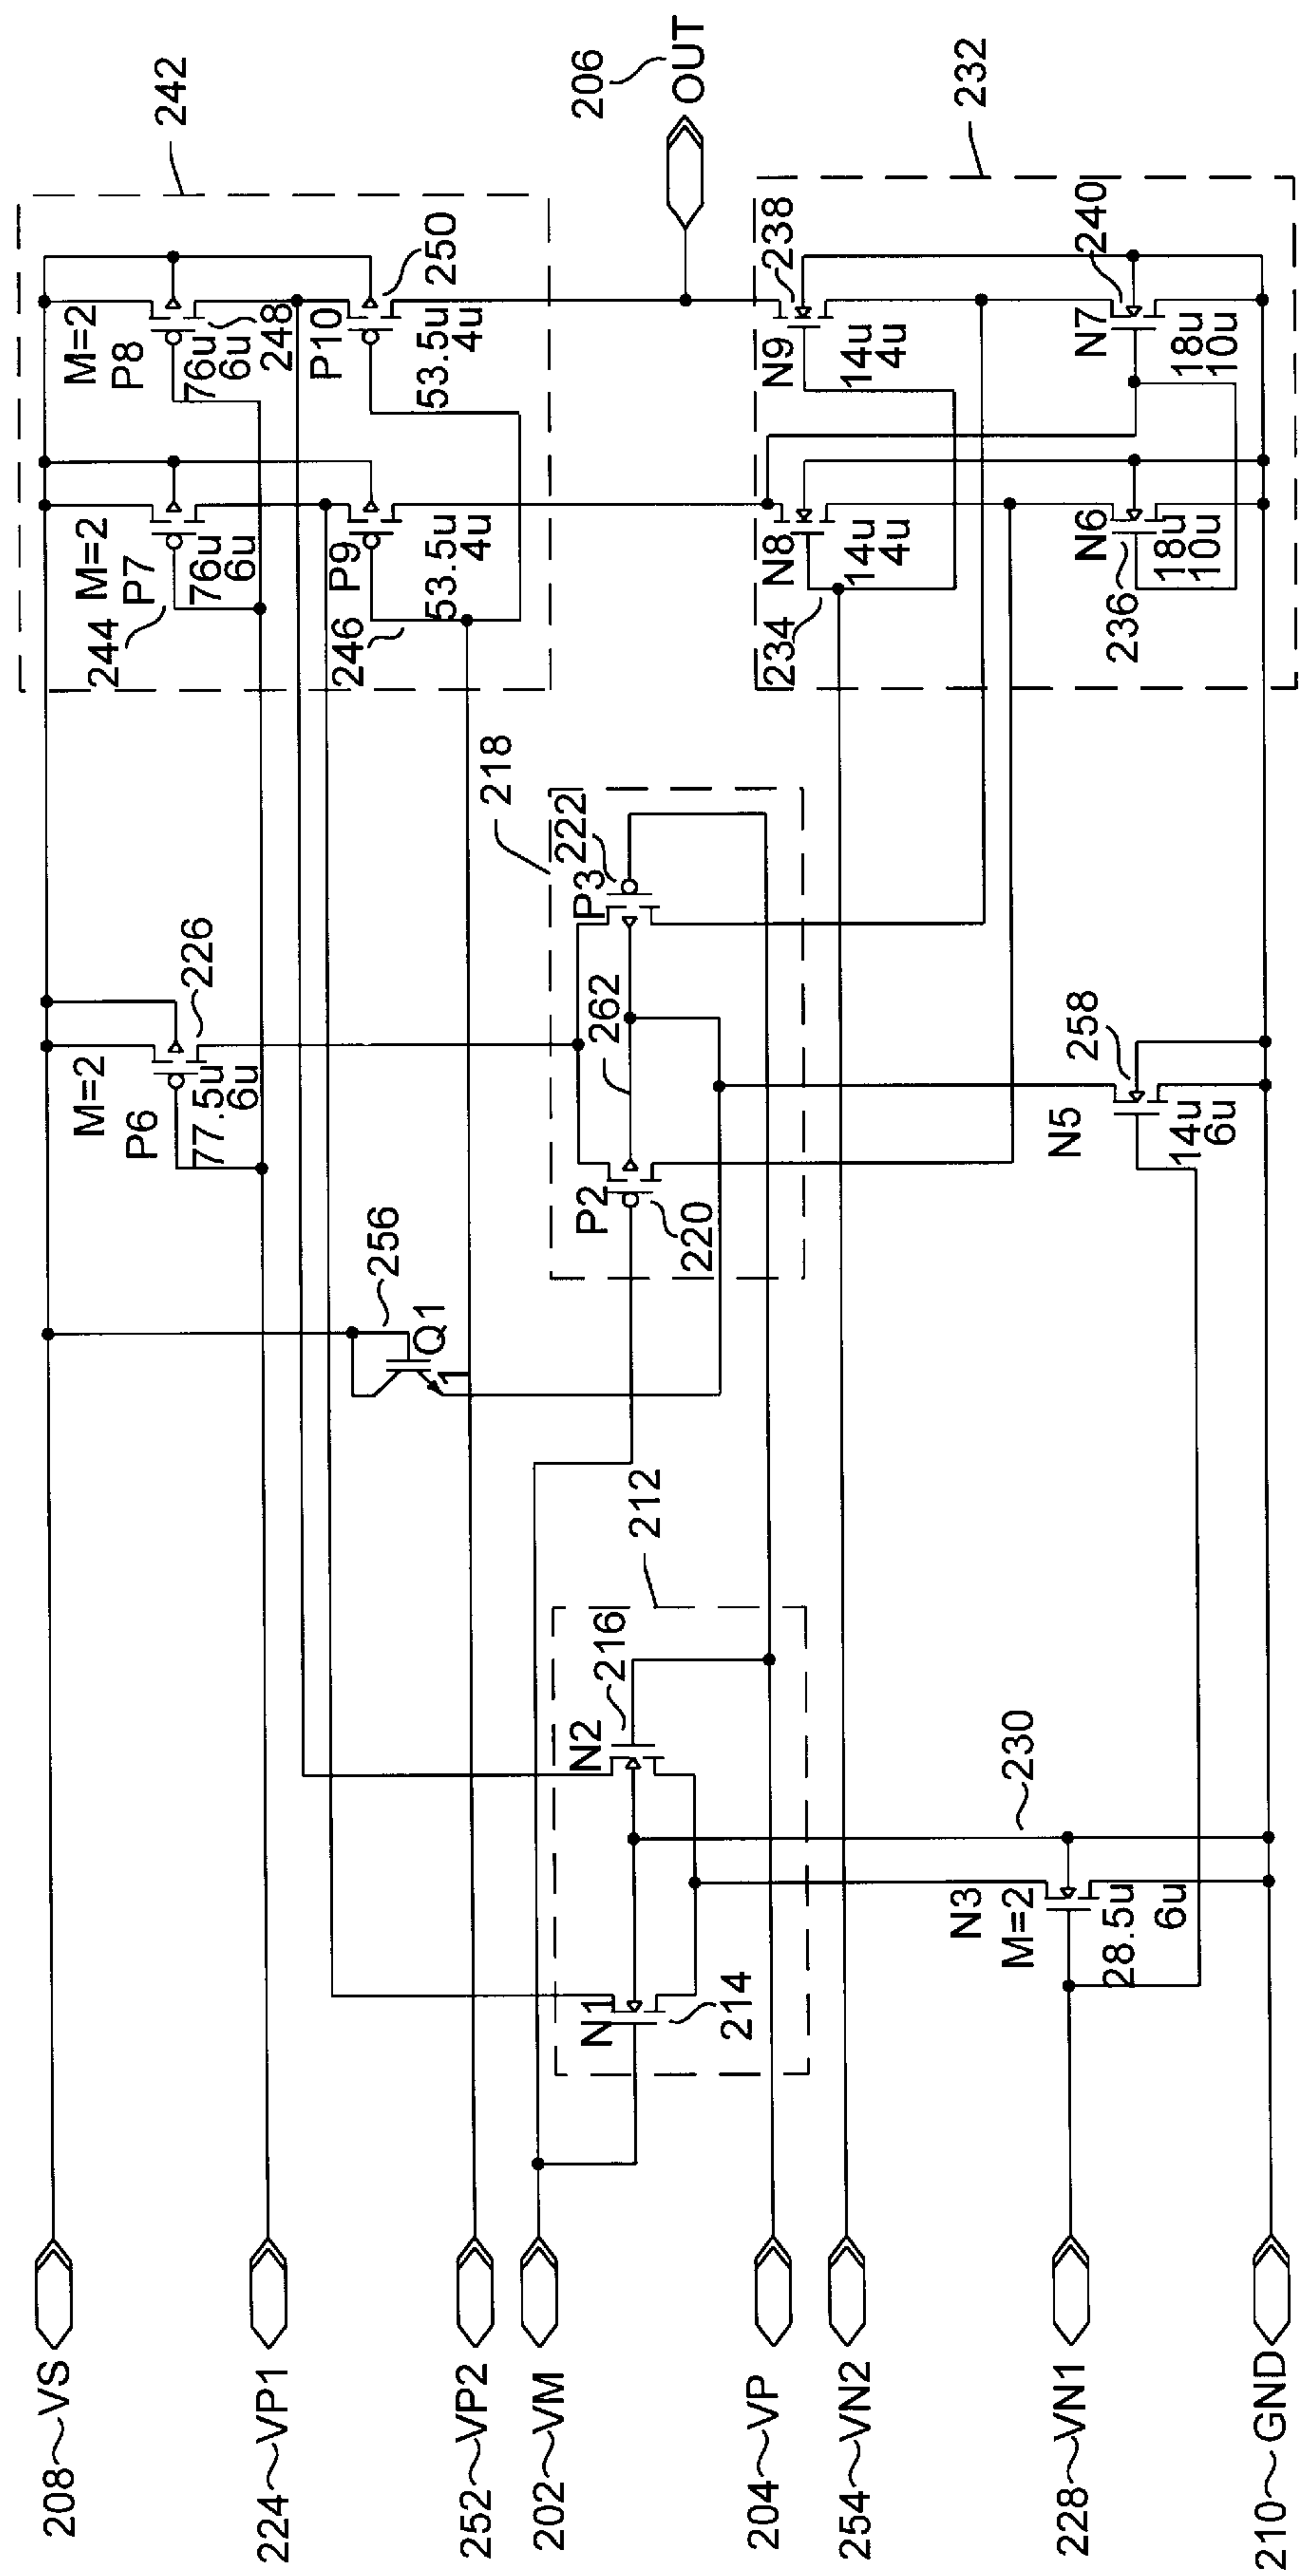 242
M=2
P8
76u
6u
248
P10
53.5u
4u
250
M=2
P7
76u
6u
244
P9
53.5u
4u
246
206
OUT
232
238
N9
14u
4u
240
N7
18u
10u
N8
14u
4u
234
N6
18u
10u
236
M=2
P6
77.5u
6u
226
218
222
P3
262
P2
220
256
Q1
1
258
N5
14u
6u
212
216
N2
N1
214
230
N3
M=2
28.5u
6u
208 VS
224 VP1
252 VP2
202 VM
204 VP
254 VN2
228 VN1
210 GND